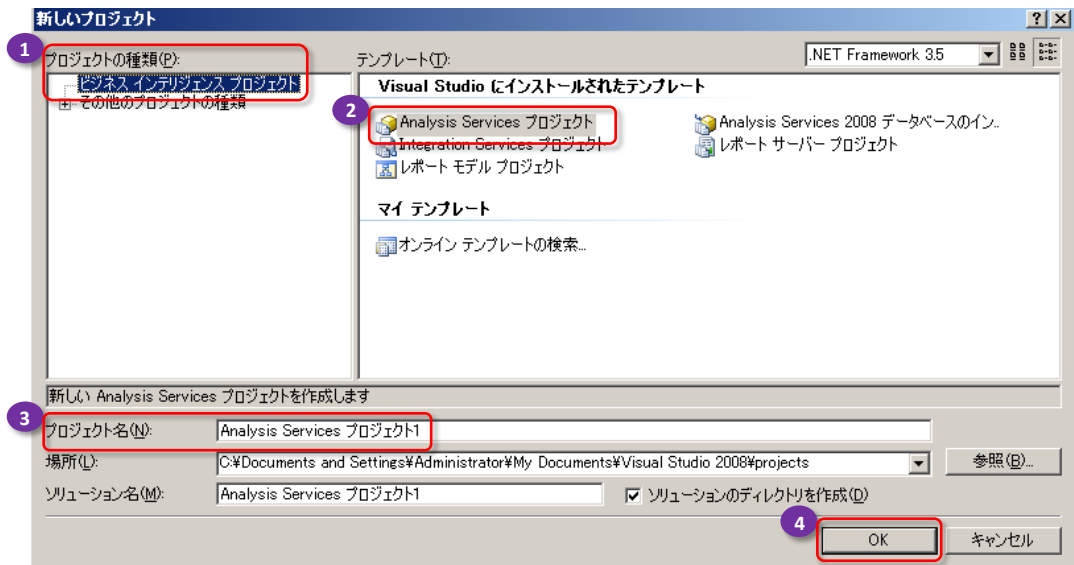 新しいプロジェクト
1
プロジェクトの種類(P):
テンプレート(T):
.NET Framework 3.5
ビジネス インテリジェンス プロジェクト
その他のプロジェクトの種類
Visual Studio にインストールされたテンプレート
2
Analysis Services プロジェクト
Analysis Services 2008 データベースのイン...
Integration Services プロジェクト
レポート サーバー プロジェクト
レポート モデル プロジェクト
マイ テンプレート
オンライン テンプレートの検索...
新しい Analysis Services プロジェクトを作成します
3
プロジェクト名(N):
Analysis Services プロジェクト1
場所(L):
C:¥Documents and Settings¥Administrator¥My Documents¥Visual Studio 2008¥projects
参照(B)...
ソリューション名(M):
Analysis Services プロジェクト1
ソリューションのディレクトリを作成(D)
4
OK
キャンセル